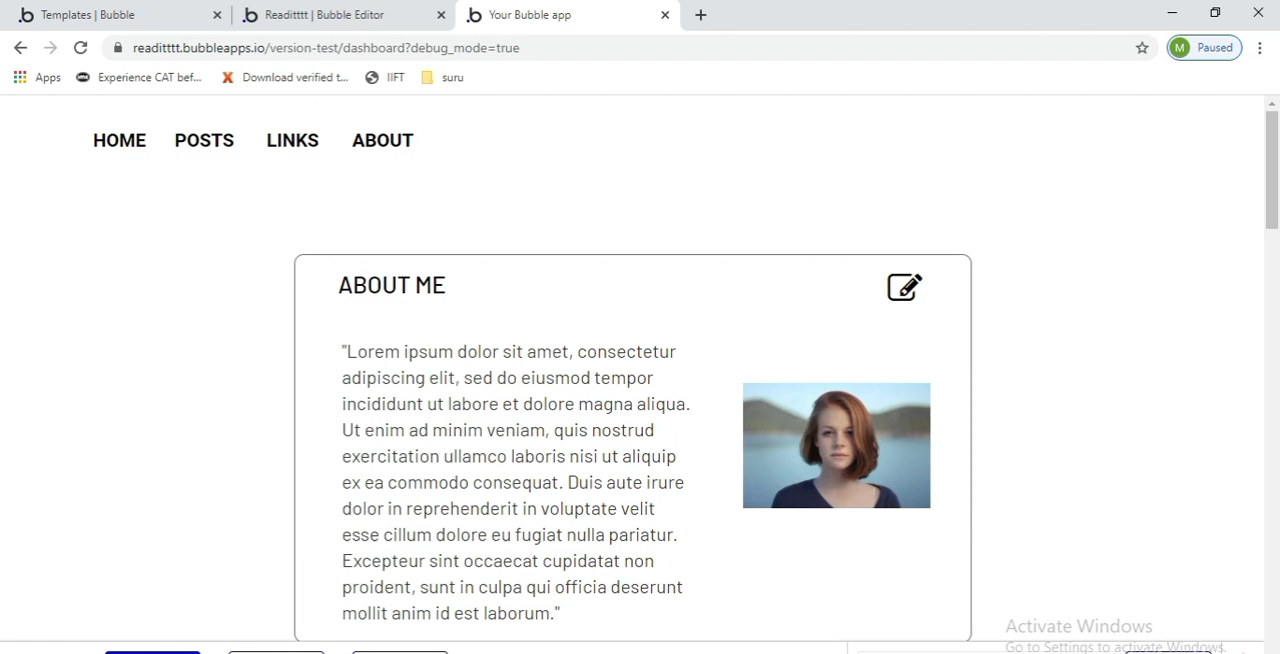 Templates | Bubble
Readitttt | Bubble Editor
Your Bubble app
readitttt.bubbleapps.io/version-test/dashboard?debug_mode=true
M Paused
Apps
Experience CAT bef...
Download verified t...
IIFT
suru
HOME POSTS LINKS ABOUT
ABOUT ME
"Lorem ipsum dolor sit amet, consectetur
adipiscing elit, sed do eiusmod tempor
incididunt ut labore et dolore magna aliqua.
Ut enim ad minim veniam, quis nostrud
exercitation ullamco laboris nisi ut aliquip
ex ea commodo consequat. Duis aute irure
dolor in reprehenderit in voluptate velit
esse cillum dolore eu fugiat nulla pariatur.
Excepteur sint occaecat cupidatat non
proident, sunt in culpa qui officia deserunt
mollit anim id est laborum."
Activate Windows
Go to Settings to activate Windows.